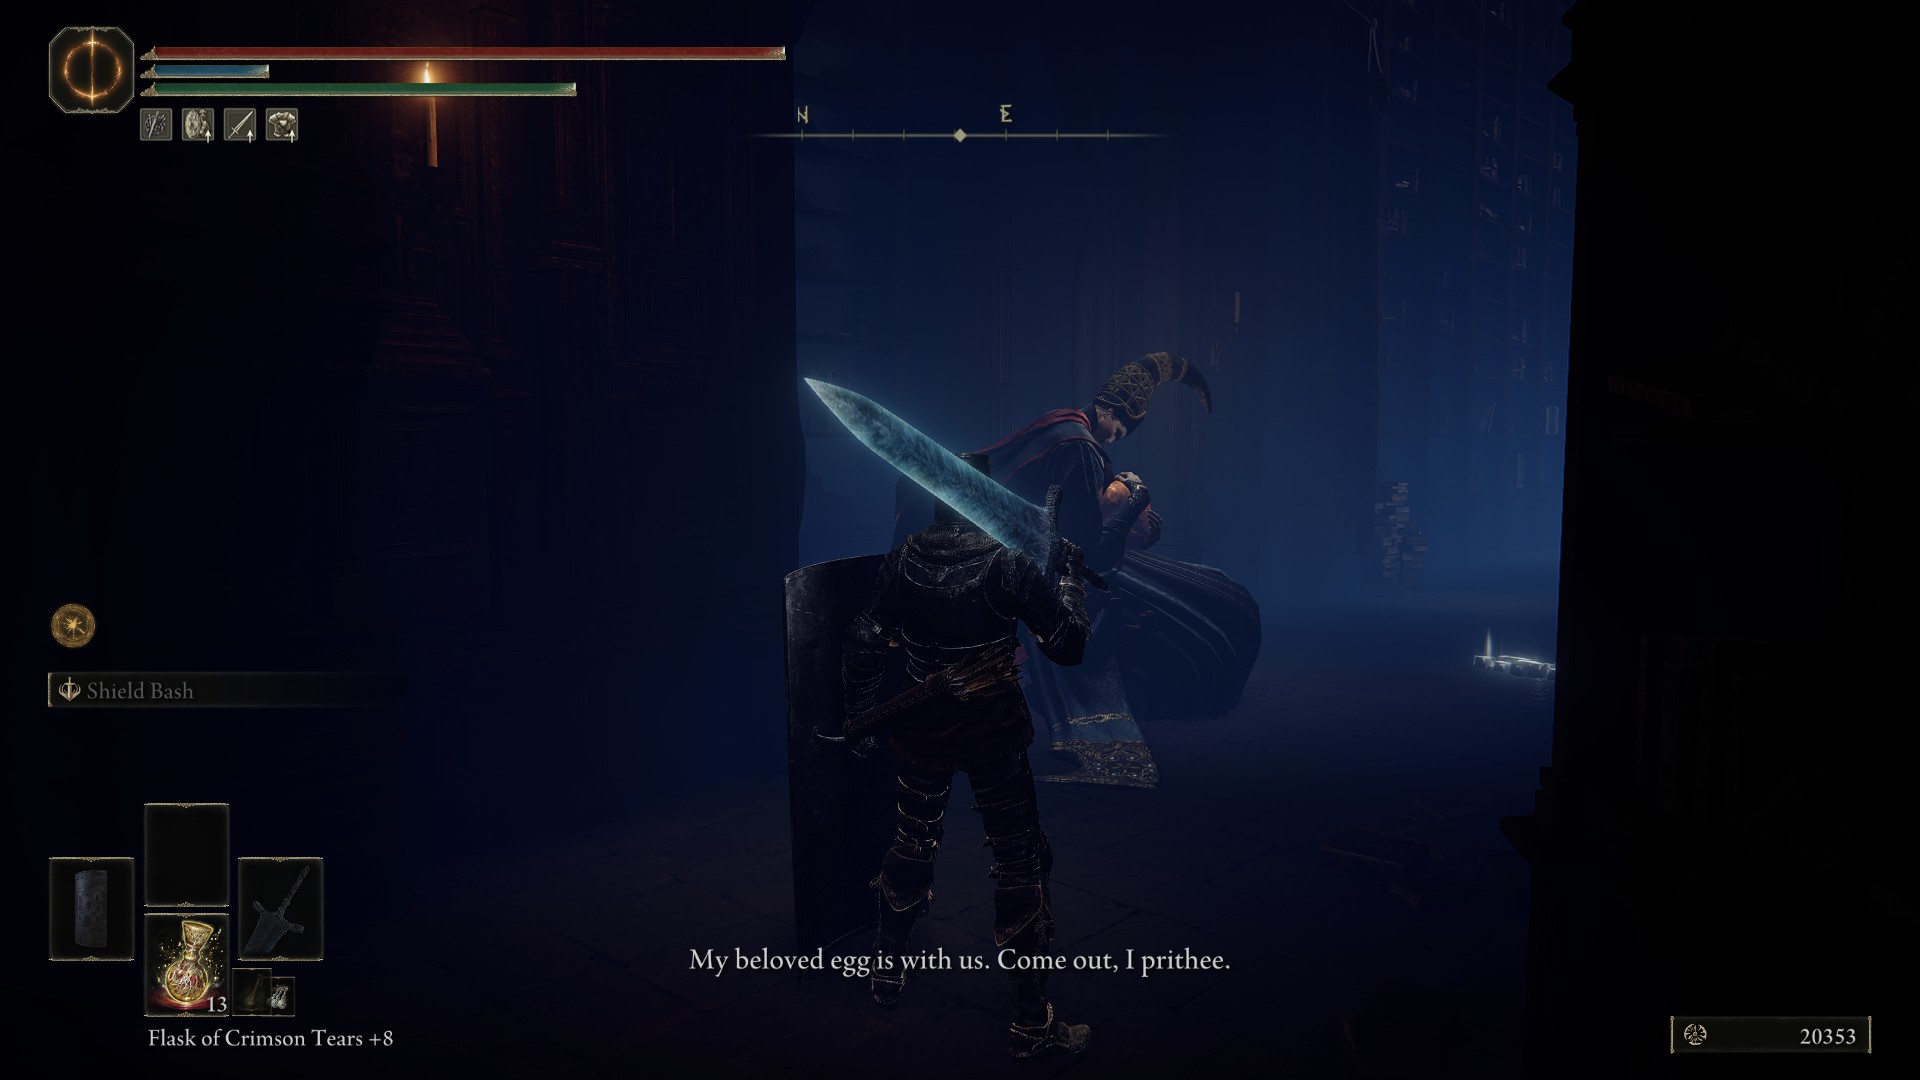 N
E
Shield Bash
My beloved egg is with us. Come out, I prithee.
13
Flask of Crimson Tears +8
20353